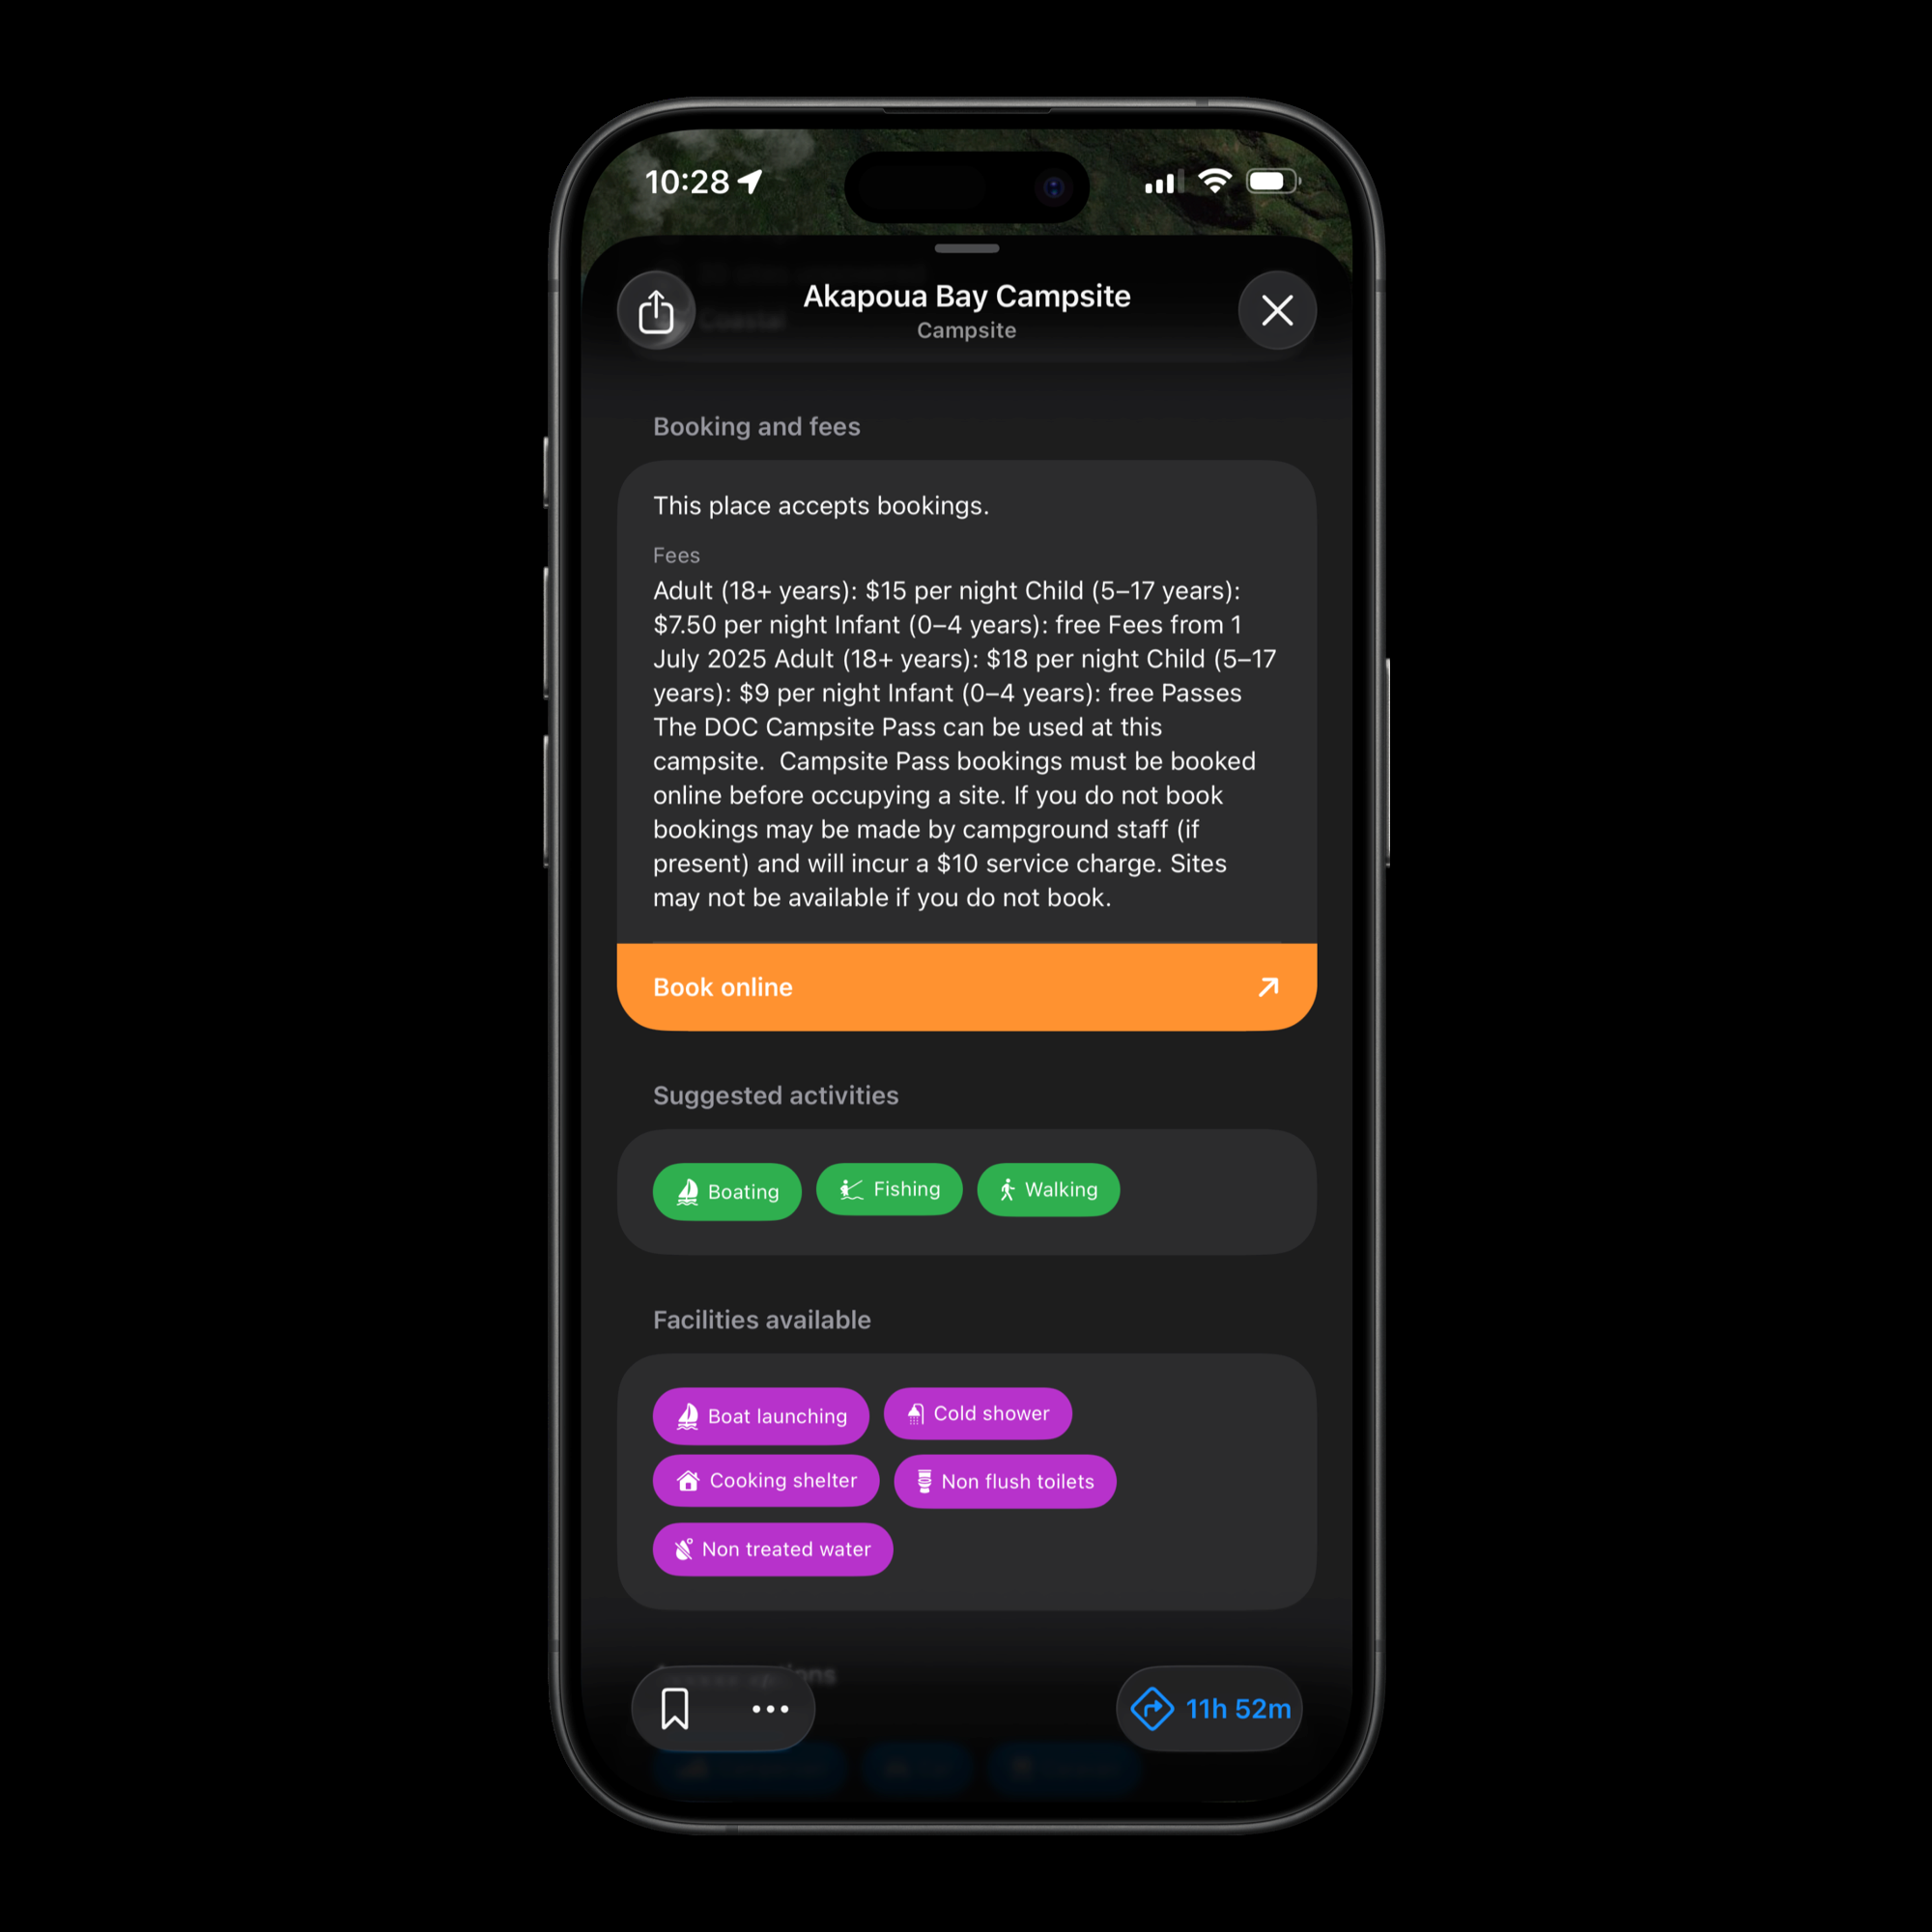 10:28
Akapoua Bay Campsite
Campsite
Coastal
Booking and fees
This place accepts bookings.
Fees
Adult (18+ years): $15 per night Child (5–17 years):
$7.50 per night Infant (0–4 years): free Fees from 1
July 2025 Adult (18+ years): $18 per night Child (5–17
years): $9 per night Infant (0–4 years): free Passes
The DOC Campsite Pass can be used at this
campsite.  Campsite Pass bookings must be booked
online before occupying a site. If you do not book
bookings may be made by campground staff (if
present) and will incur a $10 service charge. Sites
may not be available if you do not book.
Book online
Suggested activities
Boating
Fishing
Walking
Facilities available
Boat launching
Cold shower
Cooking shelter
Non flush toilets
Non treated water
11h 52m